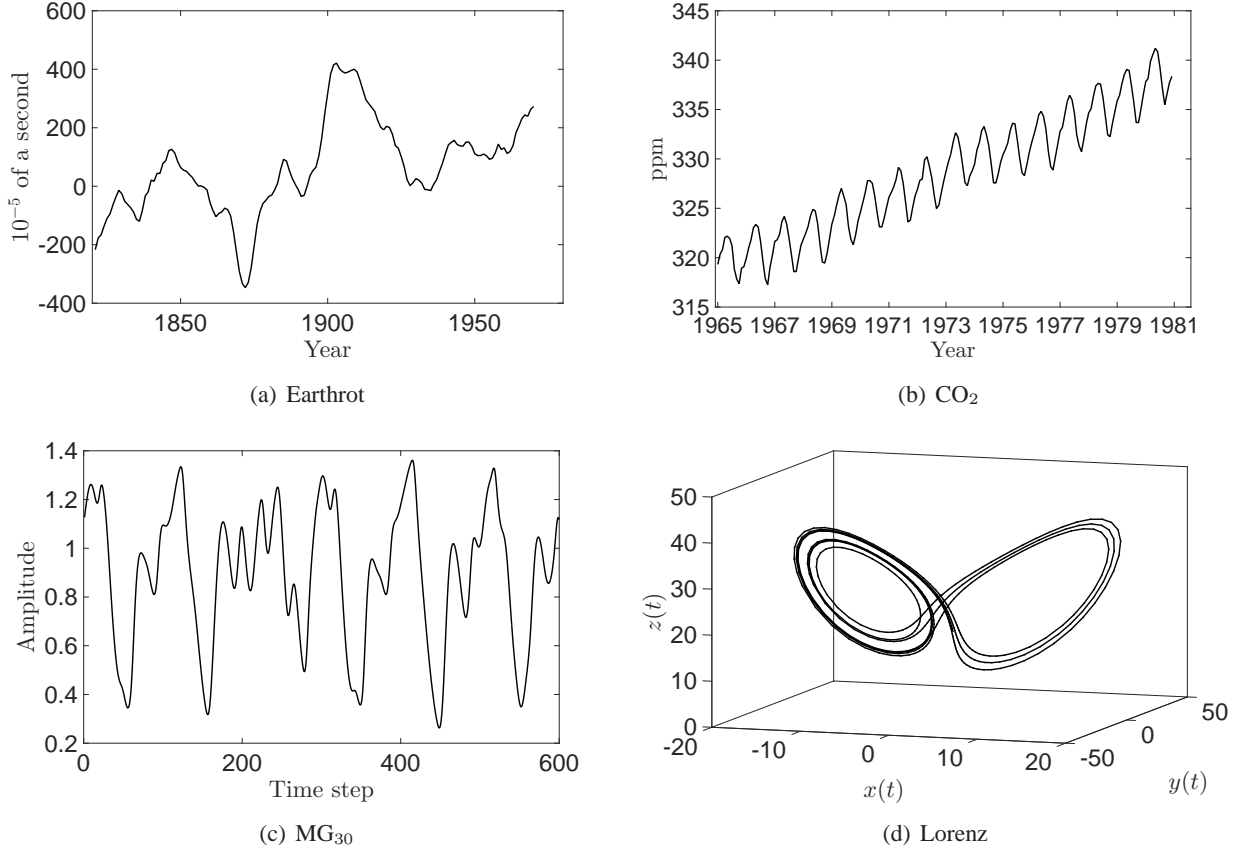 600
400
200
0
-200
-400
10⁻⁵ of a second
1850 1900 1950
Year
(a) Earthrot
345
340
335
330
325
320
315
ppm
1965 1967 1969 1971 1973 1975 1977 1979 1981
Year
(b) CO₂
1.4
1.2
1
0.8
0.6
0.4
0.2
Amplitude
0 200 400 600
Time step
(c) MG₃₀
50
40
30
20
10
0
z(t)
-20 -10 0 10 20
x(t)
-50 0 50
y(t)
(d) Lorenz